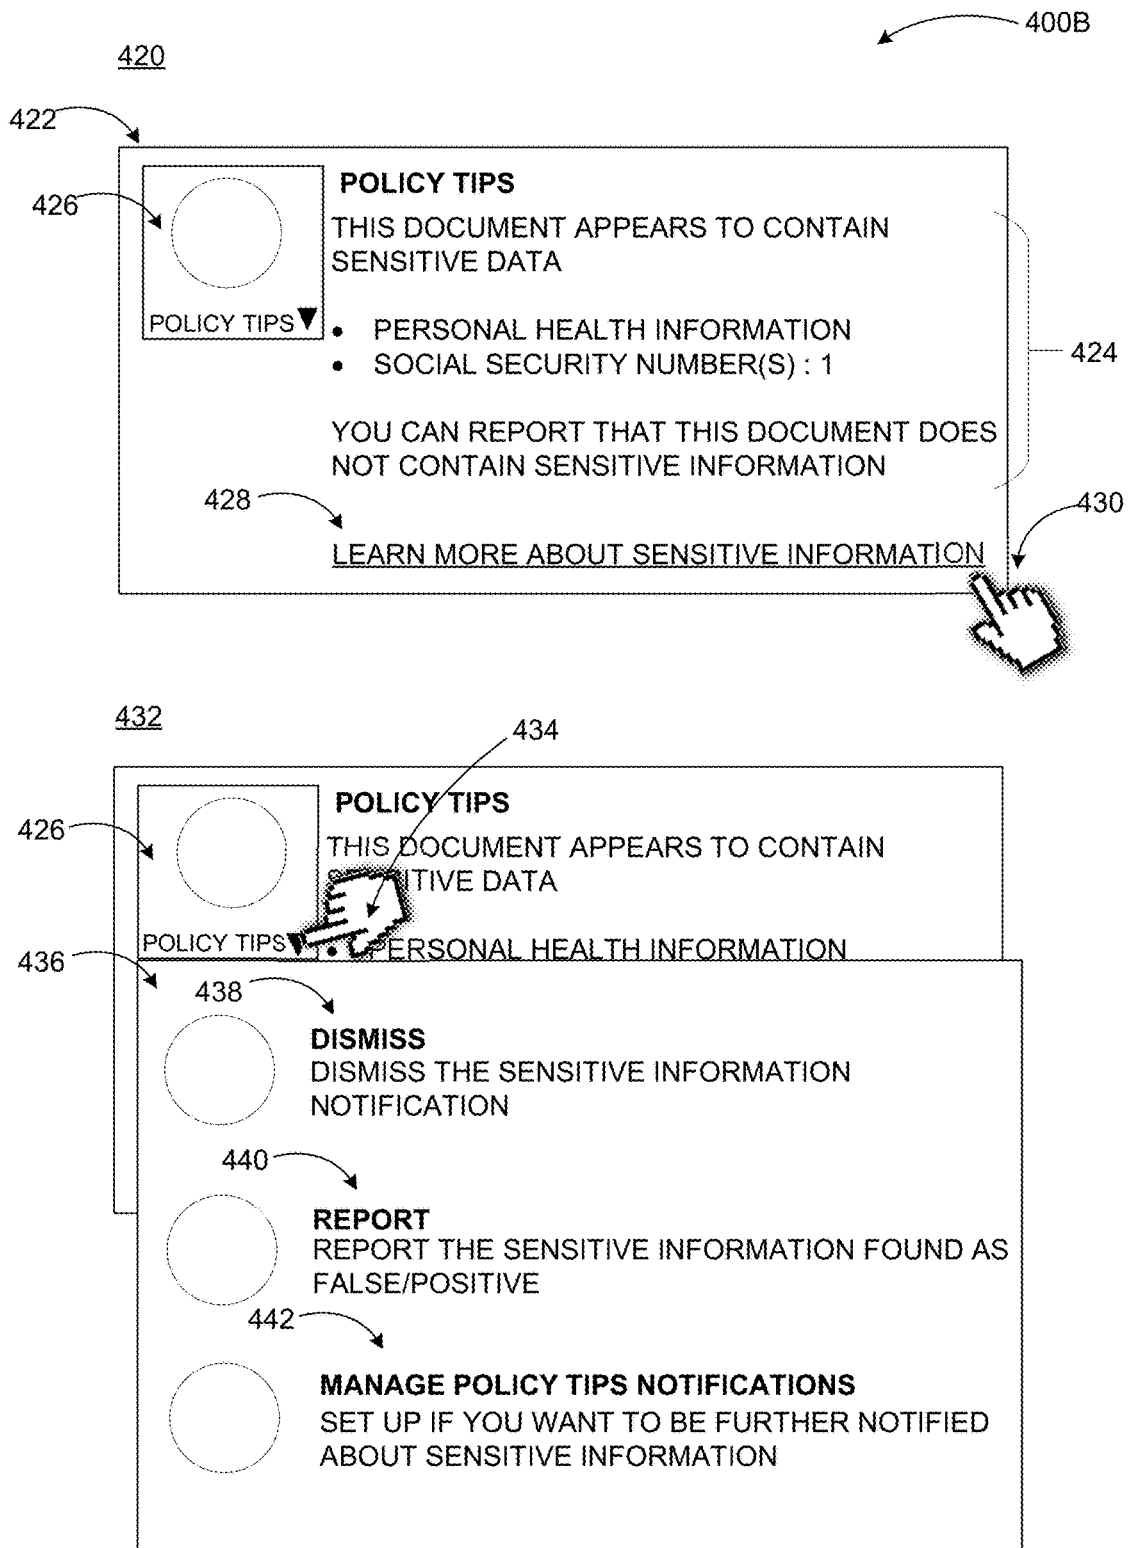 400B
420
422
426
POLICY TIPS
THIS DOCUMENT APPEARS TO CONTAIN
SENSITIVE DATA
POLICY TIPS
• PERSONAL HEALTH INFORMATION
• SOCIAL SECURITY NUMBER(S) : 1
424
YOU CAN REPORT THAT THIS DOCUMENT DOES
NOT CONTAIN SENSITIVE INFORMATION
428
430
LEARN MORE ABOUT SENSITIVE INFORMATION
432
434
426
POLICY TIPS
THIS DOCUMENT APPEARS TO CONTAIN
DATA
POLICY TIPS
• PERSONAL HEALTH INFORMATION
436
438
DISMISS
DISMISS THE SENSITIVE INFORMATION
NOTIFICATION
440
REPORT
REPORT THE SENSITIVE INFORMATION FOUND AS
FALSE/POSITIVE
442
MANAGE POLICY TIPS NOTIFICATIONS
SET UP IF YOU WANT TO BE FURTHER NOTIFIED
ABOUT SENSITIVE INFORMATION